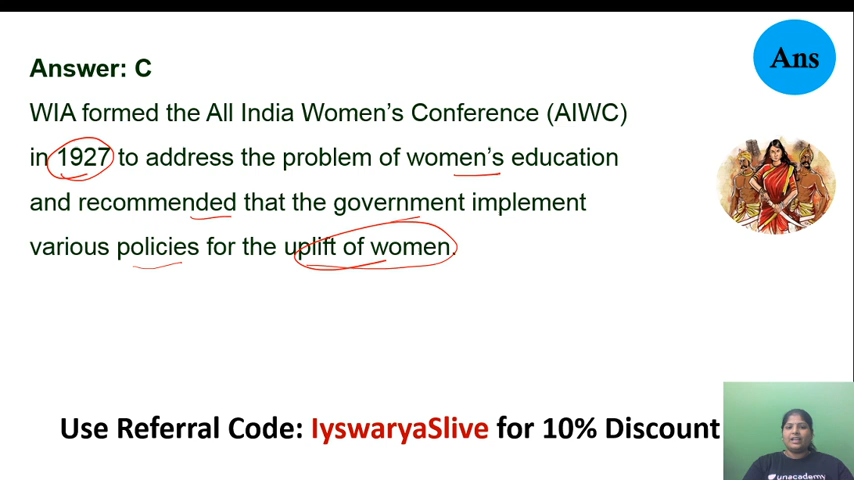 Answer: C
Ans
WIA formed the All India Women's Conference (AIWC)
in 1927 to address the problem of women's education
and recommended that the government implement
various policies for the uplift of women.
Use Referral Code: IyswaryaSlive for 10% Discount
unacademy